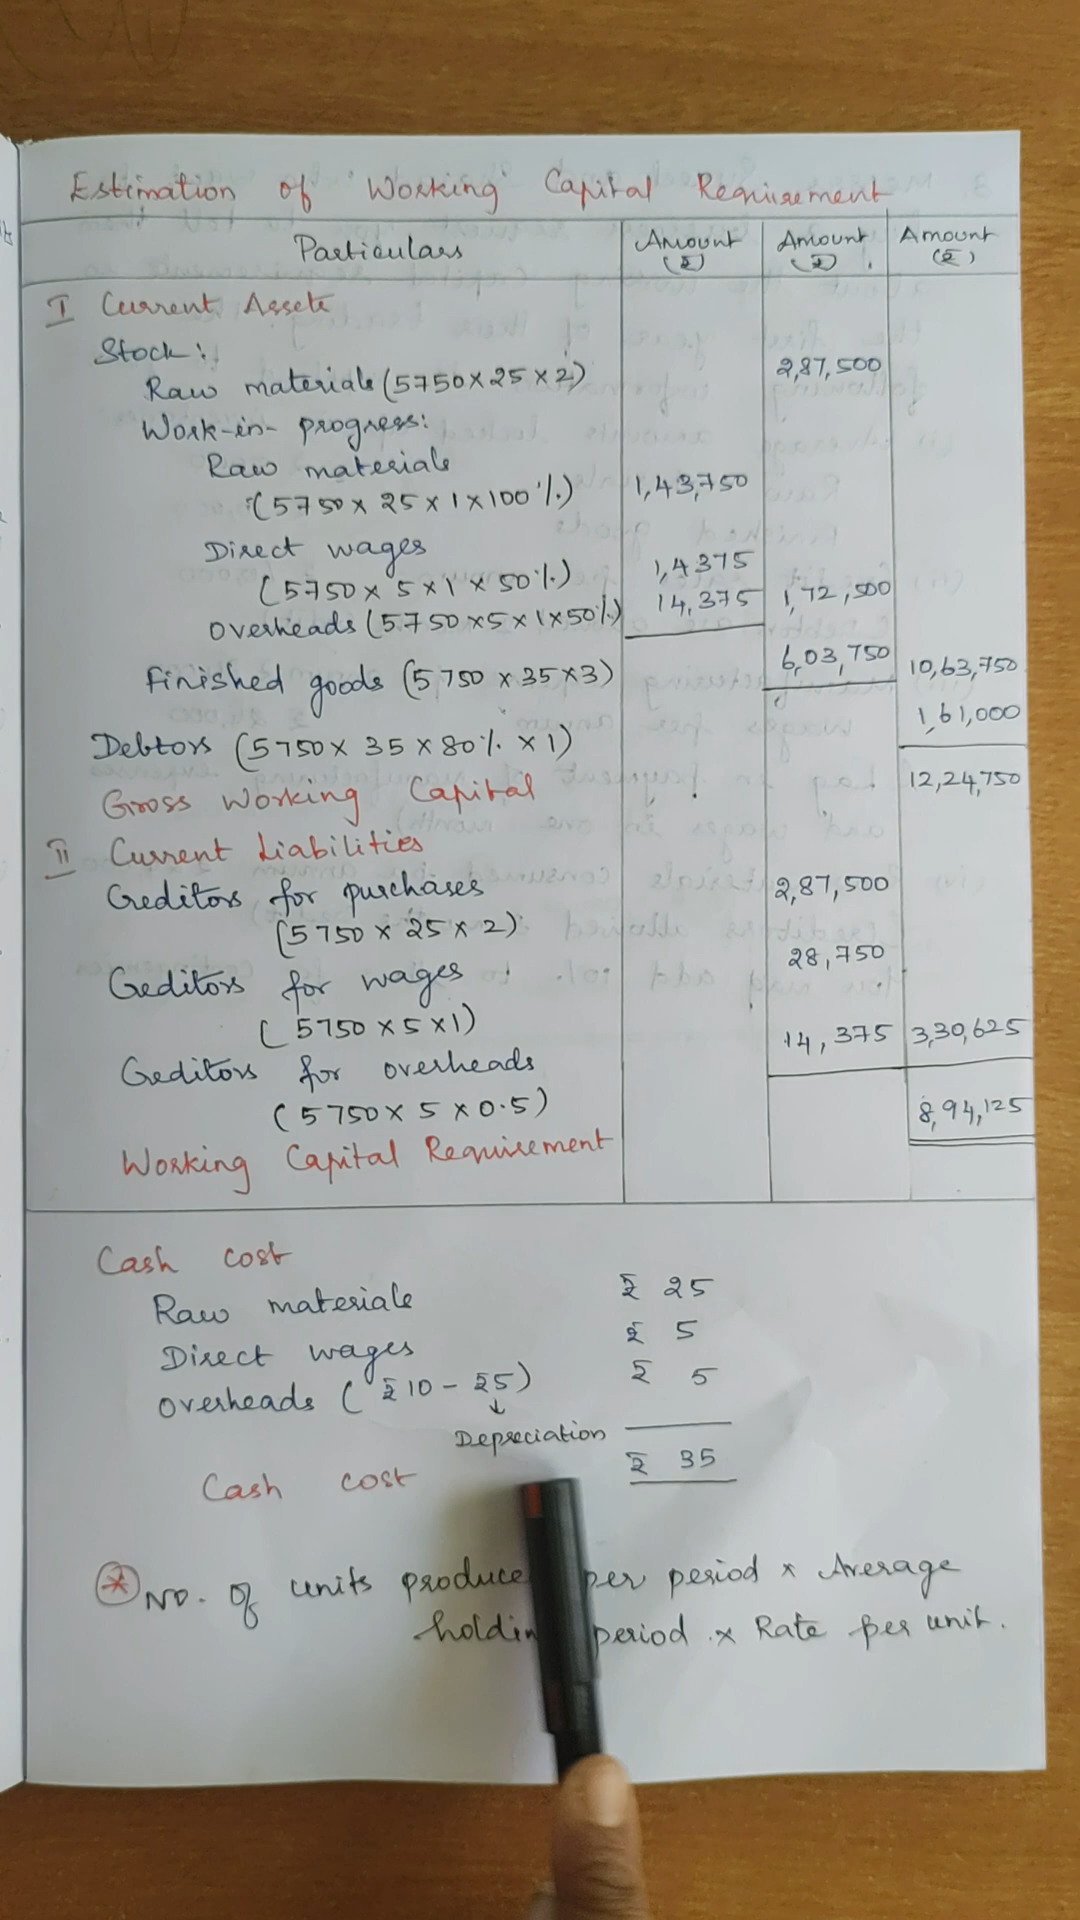 Estimation of Working Capital Requirement
Particulars Amount (₹) Amount (₹) Amount (₹)
I Current Assets
Stock:
Raw materials (5750 x 25 x 2) 2,87,500
Work-in-progress:
Raw materials
(5750 x 25 x 1 x 100%) 1,43,750
Direct wages
(5750 x 5 x 1 x 50%) 1,4375
Overheads (5750 x 5 x 1 x 50%) 14,375 1,72,500
Finished goods (5750 x 35 x 3) 6,03,750 10,63,750
Debtors (5750 x 35 x 80% x 1) 1,61,000
Gross Working Capital 12,24,750
II Current Liabilities
Creditors for purchases 2,87,500
(5750 x 25 x 2)
Creditors for wages 28,750
(5750 x 5 x 1)
Creditors for overheads 14,375 3,30,625
(5750 x 5 x 0.5)
Working Capital Requirement 8,94,125
Cash cost
Raw materials ₹ 25
Direct wages ₹ 5
Overheads (₹10 - ₹5) ₹ 5
↓
Depreciation
Cash cost ₹ 35
* No. of units produce per period x Average
holdin period x Rate per unit.